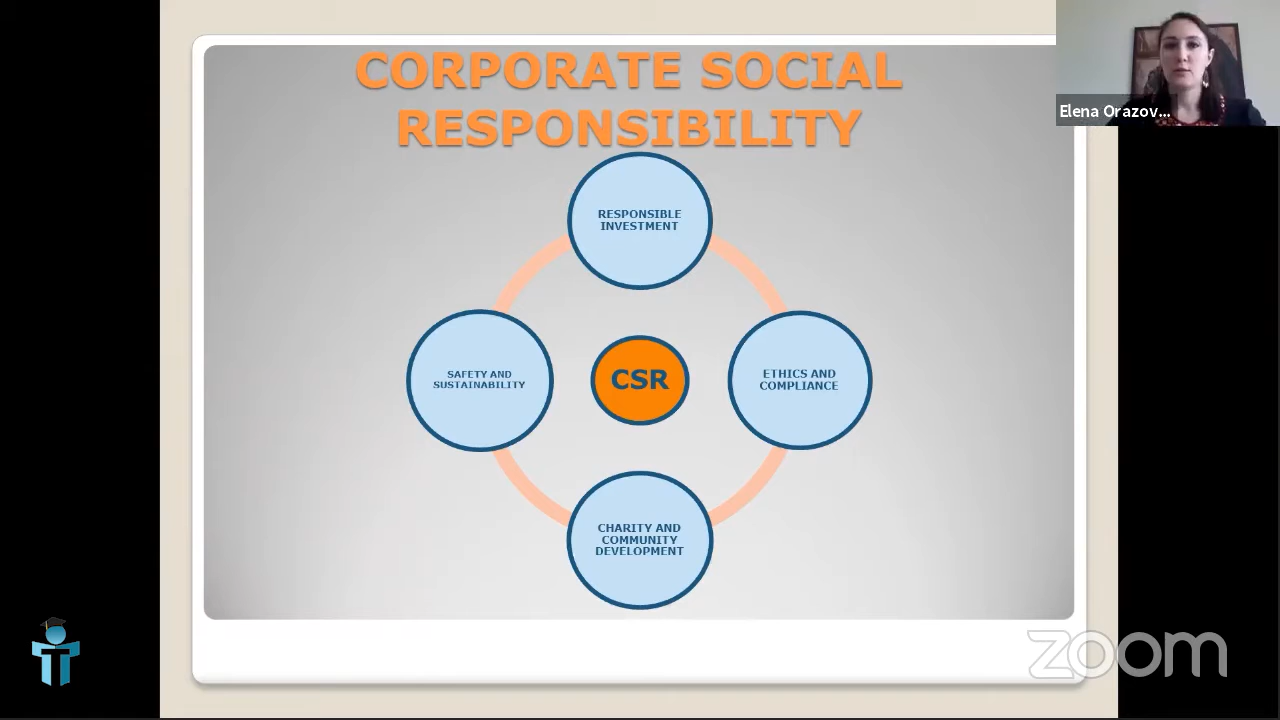 CORPORATE SOCIAL
RESPONSIBILITY
Elena Orazov...
RESPONSIBLE
INVESTMENT
SAFETY AND
SUSTAINABILITY
CSR
ETHICS AND
COMPLIANCE
CHARITY AND
COMMUNITY
DEVELOPMENT
zoom